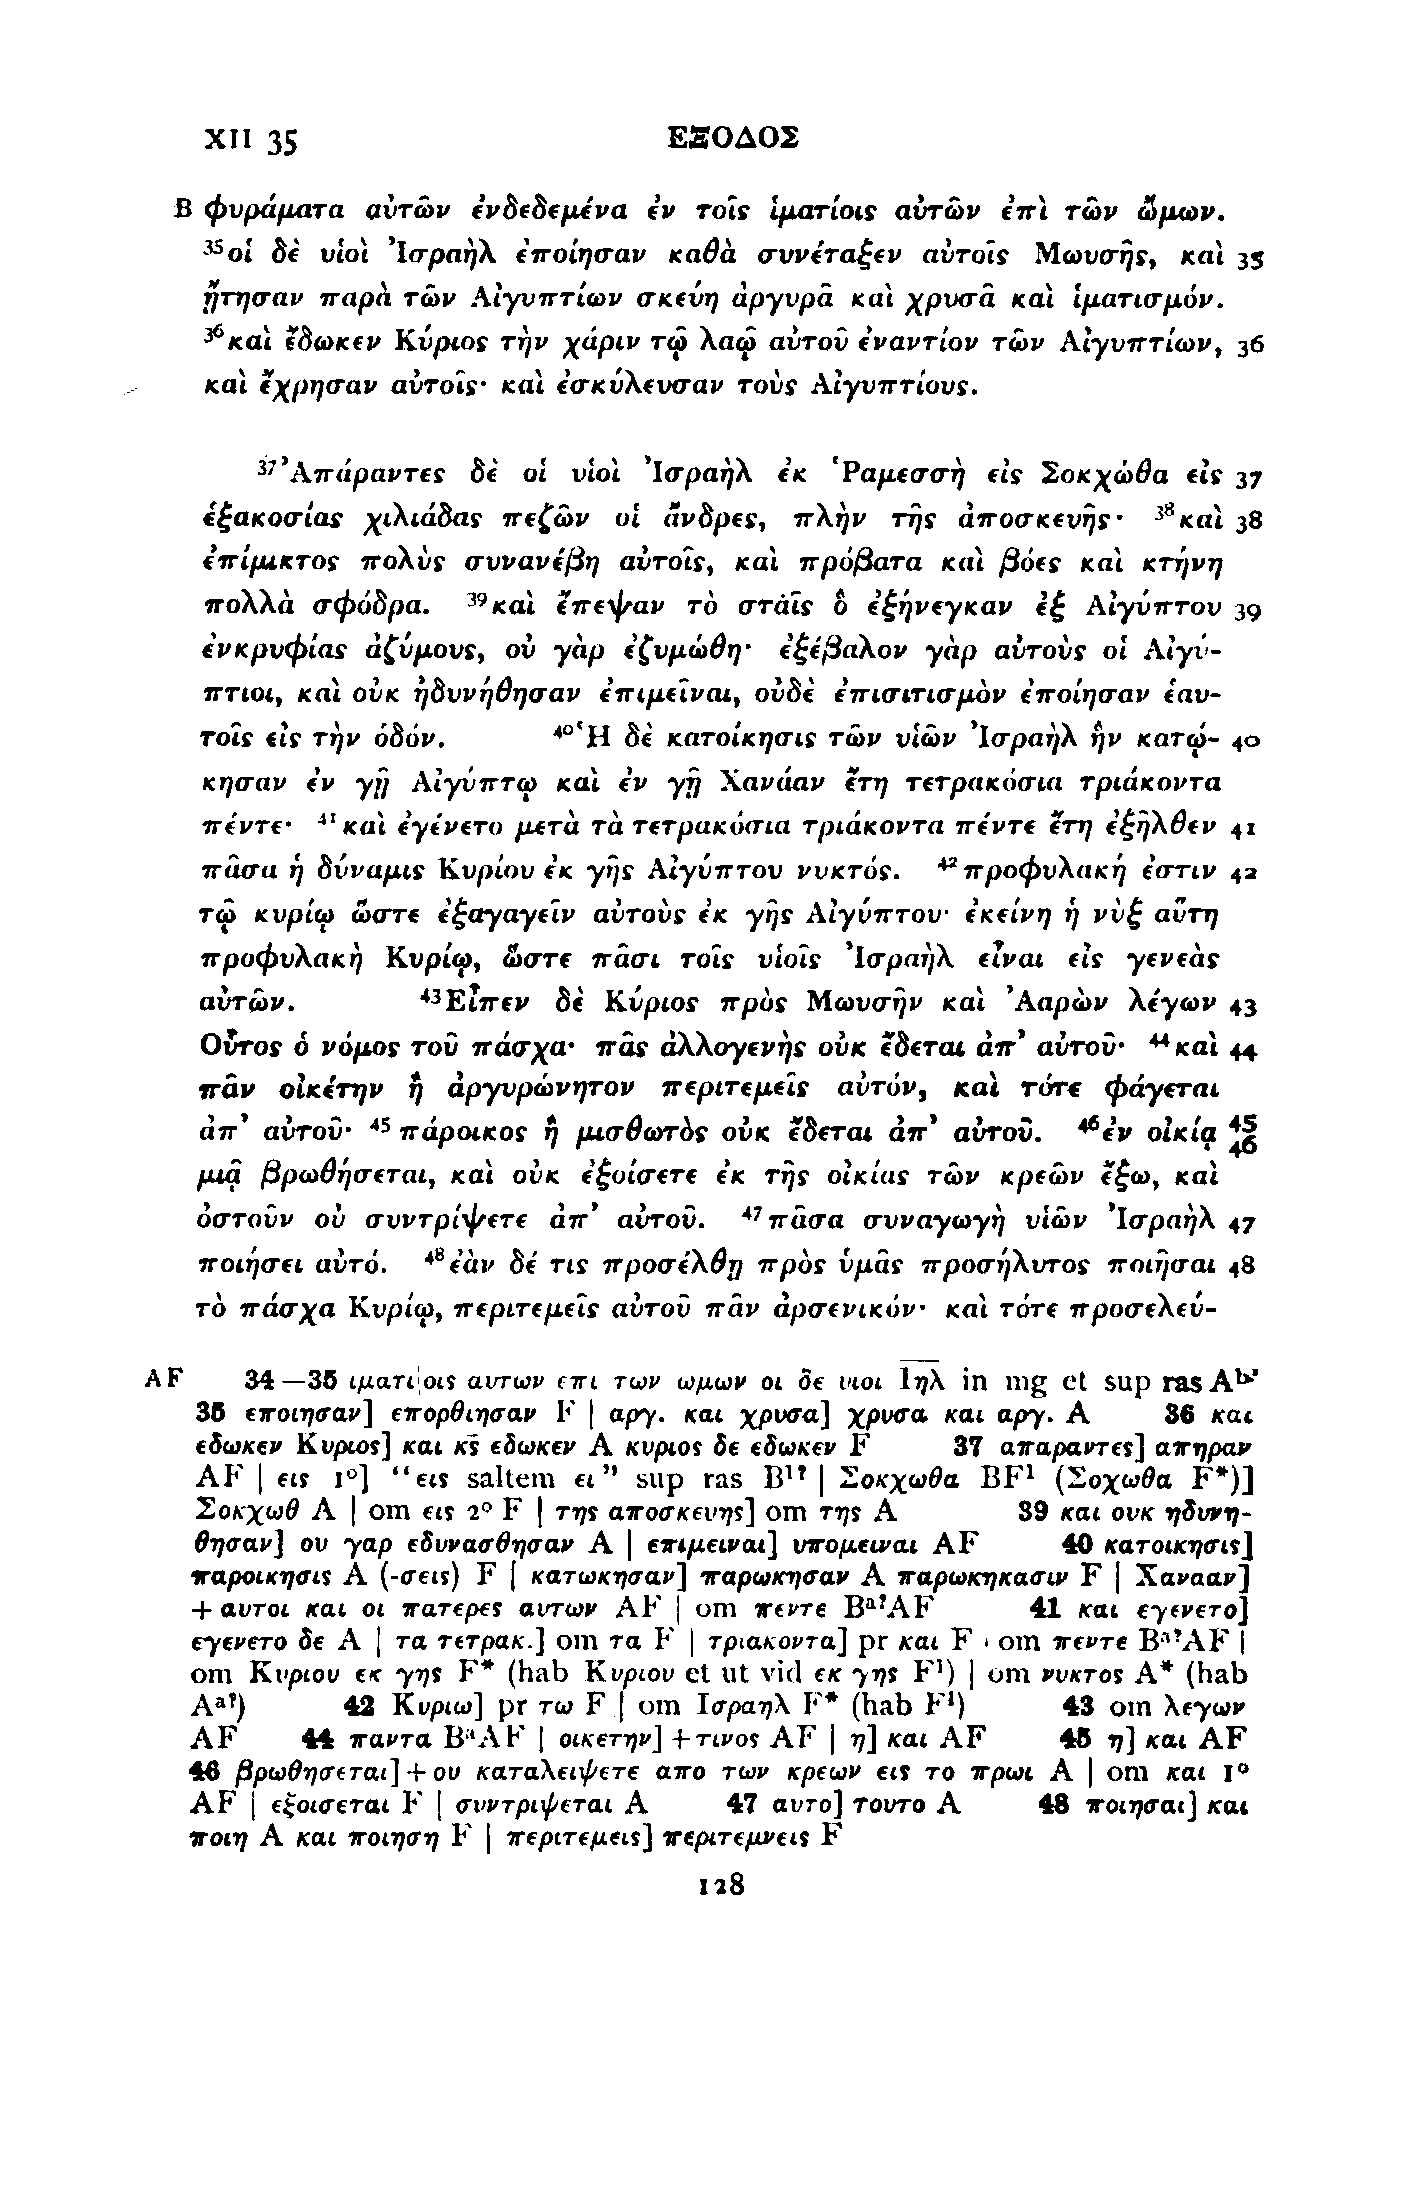 XII 35 ΕΞΟΔΟΣ
B φυράματα αὐτῶν ἐνδεδεμένα ἐν τοῖς ἱματίοις αὐτῶν ἐπὶ τῶν ὤμων.
³⁵οἱ δὲ υἱοὶ Ἰσραὴλ ἐποίησαν καθὰ συνέταξεν αὐτοῖς Μωυσῆς, καὶ 35
ᾔτησαν παρὰ τῶν Αἰγυπτίων σκεύη ἀργυρᾶ καὶ χρυσᾶ καὶ ἱματισμόν.
³⁶καὶ ἔδωκεν Κύριος τὴν χάριν τῷ λαῷ αὐτοῦ ἐναντίον τῶν Αἰγυπτίων, 36
καὶ ἔχρησαν αὐτοῖς· καὶ ἐσκύλευσαν τοὺς Αἰγυπτίους.
³⁷Ἀπάραντες δὲ οἱ υἱοὶ Ἰσραὴλ ἐκ Ῥαμεσσὴ εἰς Σοκχώθα εἰς 37
ἑξακοσίας χιλιάδας πεζῶν οἱ ἄνδρες, πλὴν τῆς ἀποσκευῆς· ³⁸καὶ 38
ἐπίμικτος πολὺς συνανέβη αὐτοῖς, καὶ πρόβατα καὶ βόες καὶ κτήνη
πολλὰ σφόδρα. ³⁹καὶ ἔπεψαν τὸ σταῖς ὃ ἐξήνεγκαν ἐξ Αἰγύπτου 39
ἐνκρυφίας ἀζύμους, οὐ γὰρ ἐζυμώθη· ἐξέβαλον γὰρ αὐτοὺς οἱ Αἰγύ-
πτιοι, καὶ οὐκ ἠδυνήθησαν ἐπιμεῖναι, οὐδὲ ἐπισιτισμὸν ἐποίησαν ἑαυ-
τοῖς εἰς τὴν ὁδόν. ⁴⁰Ἡ δὲ κατοίκησις τῶν υἱῶν Ἰσραὴλ ἣν κατῴ- 40
κησαν ἐν γῇ Αἰγύπτῳ καὶ ἐν γῇ Χανάαν ἔτη τετρακόσια τριάκοντα
πέντε· ⁴¹καὶ ἐγένετο μετὰ τὰ τετρακόσια τριάκοντα πέντε ἔτη ἐξῆλθεν 41
πᾶσα ἡ δύναμις Κυρίου ἐκ γῆς Αἰγύπτου νυκτός. ⁴²προφυλακή ἐστιν 42
τῷ κυρίῳ ὥστε ἐξαγαγεῖν αὐτοὺς ἐκ γῆς Αἰγύπτου· ἐκείνη ἡ νὺξ αὕτη
προφυλακὴ Κυρίῳ, ὥστε πᾶσι τοῖς υἱοῖς Ἰσραὴλ εἶναι εἰς γενεὰς
αὐτῶν. ⁴³Εἶπεν δὲ Κύριος πρὸς Μωυσῆν καὶ Ἀαρὼν λέγων 43
Οὗτος ὁ νόμος τοῦ πάσχα· πᾶς ἀλλογενὴς οὐκ ἔδεται ἀπ’ αὐτοῦ· ⁴⁴καὶ 44
πᾶν οἰκέτην ἢ ἀργυρώνητον περιτεμεῖς αὐτόν, καὶ τότε φάγεται
ἀπ’ αὐτοῦ· ⁴⁵πάροικος ἢ μισθωτὸς οὐκ ἔδεται ἀπ’ αὐτοῦ. ⁴⁶ἐν οἰκίᾳ 45 46
μιᾷ βρωθήσεται, καὶ οὐκ ἐξοίσετε ἐκ τῆς οἰκίας τῶν κρεῶν ἔξω, καὶ
ὀστοῦν οὐ συντρίψετε ἀπ’ αὐτοῦ. ⁴⁷πᾶσα συναγωγὴ υἱῶν Ἰσραὴλ 47
ποιήσει αὐτό. ⁴⁸ἐὰν δέ τις προσέλθῃ πρὸς ὑμᾶς προσήλυτος ποιῆσαι 48
τὸ πάσχα Κυρίῳ, περιτεμεῖς αὐτοῦ πᾶν ἀρσενικόν· καὶ τότε προσελεύ-
AF 34—35 ιματι|οις αυτων επι των ωμων οι δε υιοι Ιηλ in mg et sup ras Aᵇ?
35 εποιησαν] επορθιησαν F | αργ. και χρυσα] χρυσα και αργ. A 36 και
εδωκεν Κυριος] και κς εδωκεν A κυριος δε εδωκεν F 37 απαραντες] απηραν
AF | εις 1°] “εις saltem ει” sup ras B¹? | Σοκχωθα BF¹ (Σοχωθα F*)]
Σοκχωθ A | om εις 2° F | της αποσκευης] om της A 39 και ουκ ηδυνη-
θησαν] ου γαρ εδυνασθησαν A | επιμειναι] υπομειναι AF 40 κατοικησις]
παροικησις A (-σεις) F | κατωκησαν] παρωκησαν A παρωκηκασιν F | Χανααν]
+ αυτοι και οι πατερες αυτων AF | om πεντε Bᵃ?AF 41 και εγενετο]
εγενετο δε A | τα τετρακ.] om τα F | τριακοντα] pr και F | om πεντε Bᵃ?AF |
om Κυριου εκ γης F* (hab Κυριου et ut vid εκ γης F¹) | om νυκτος A* (hab
Aᵃ?) 42 Κυριω] pr τω F | om Ισραηλ F* (hab F¹) 43 om λεγων
AF 44 παντα BᵃAF | οικετην] + τινος AF | η] και AF 45 η] και AF
46 βρωθησεται] + ου καταλειψετε απο των κρεων εις το πρωι A | om και 1°
AF | εξοισεται F | συντριψεται A 47 αυτο] τουτο A 48 ποιησαι] και
ποιη A και ποιηση F | περιτεμεις] περιτεμνεις F
128